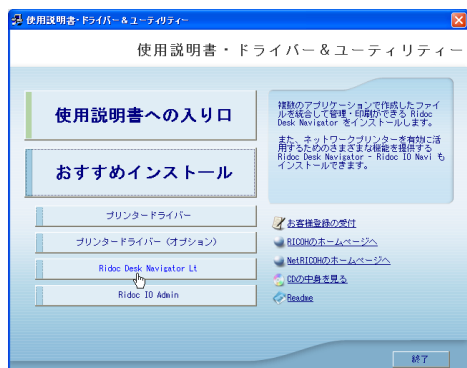 使用説明書・ドライバー＆ユーティリティー
使用説明書・ドライバー＆ユーティリティー
使用説明書への入り口
おすすめインストール
プリンタードライバー
プリンタードライバー（オプション）
Ridoc Desk Navigator Lt
Ridoc IO Admin
複数のアプリケーションで作成したファイ
ルを統合して管理・印刷ができる Ridoc
Desk Navigator をインストールします。
また、ネットワークプリンターを有効に活
用するためのさまざまな機能を提供する
Ridoc Desk Navigator - Ridoc IO Navi も
インストールできます。
お客様登録の受付
RICOHのホームページへ
NetRICOHのホームページへ
CDの中身を見る
Readme
終了